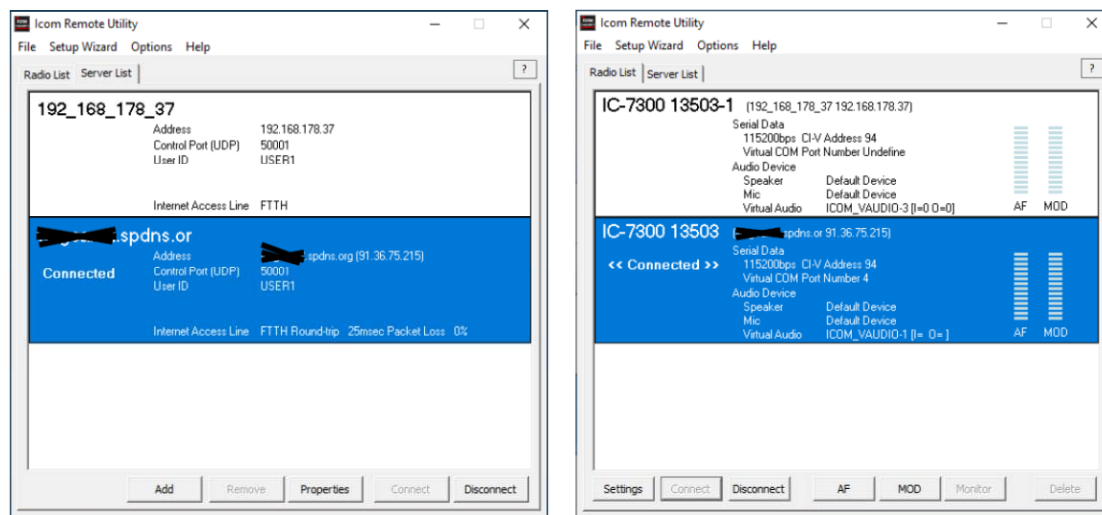 Icom Remote Utility
File Setup Wizard Options Help
Radio List Server List ?
192_168_178_37
Address 192.168.178.37
Control Port (UDP) 50001
User ID USER1
Internet Access Line FTTH
.spdns.or
Address .spdns.org (91.36.75.215)
Connected Control Port (UDP) 50001
User ID USER1
Internet Access Line FTTH Round-trip 25msec Packet Loss 0%
Add Remove Properties Connect Disconnect
Icom Remote Utility
File Setup Wizard Options Help
Radio List Server List ?
IC-7300 13503-1 (192_168_178_37 192.168.178.37)
Serial Data
115200bps CI-V Address 94
Virtual COM Port Number Undefine
Audio Device
Speaker Default Device
Mic Default Device
Virtual Audio ICOM_VAUDIO-3 [I=0 O=0] AF MOD
IC-7300 13503 ( spdns.or 91.36.75.215)
Serial Data
<< Connected >> 115200bps CI-V Address 94
Virtual COM Port Number 4
Audio Device
Speaker Default Device
Mic Default Device
Virtual Audio ICOM_VAUDIO-1 [I= O= ] AF MOD
Settings Connect Disconnect AF MOD Monitor Delete